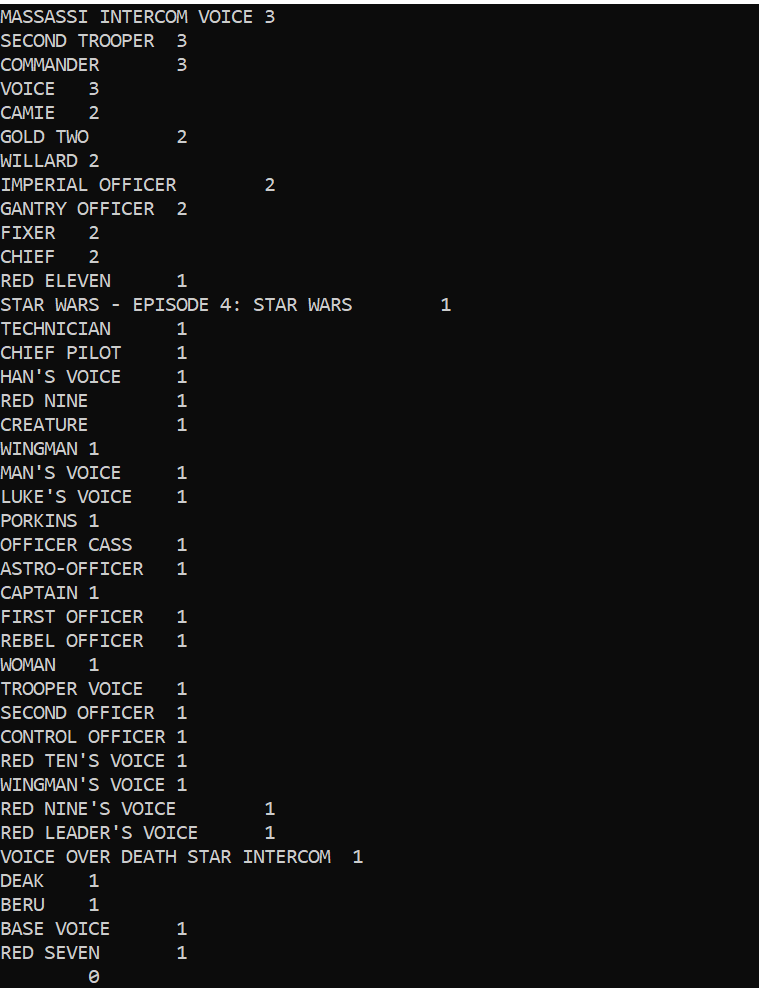 MASSASSI INTERCOM VOICE 3
SECOND TROOPER 3
COMMANDER 3
VOICE 3
CAMIE 2
GOLD TWO 2
WILLARD 2
IMPERIAL OFFICER 2
GANTRY OFFICER 2
FIXER 2
CHIEF 2
RED ELEVEN 1
STAR WARS - EPISODE 4: STAR WARS 1
TECHNICIAN 1
CHIEF PILOT 1
HAN'S VOICE 1
RED NINE 1
CREATURE 1
WINGMAN 1
MAN'S VOICE 1
LUKE'S VOICE 1
PORKINS 1
OFFICER CASS 1
ASTRO-OFFICER 1
CAPTAIN 1
FIRST OFFICER 1
REBEL OFFICER 1
WOMAN 1
TROOPER VOICE 1
SECOND OFFICER 1
CONTROL OFFICER 1
RED TEN'S VOICE 1
WINGMAN'S VOICE 1
RED NINE'S VOICE 1
RED LEADER'S VOICE 1
VOICE OVER DEATH STAR INTERCOM 1
DEAK 1
BERU 1
BASE VOICE 1
RED SEVEN 1
0